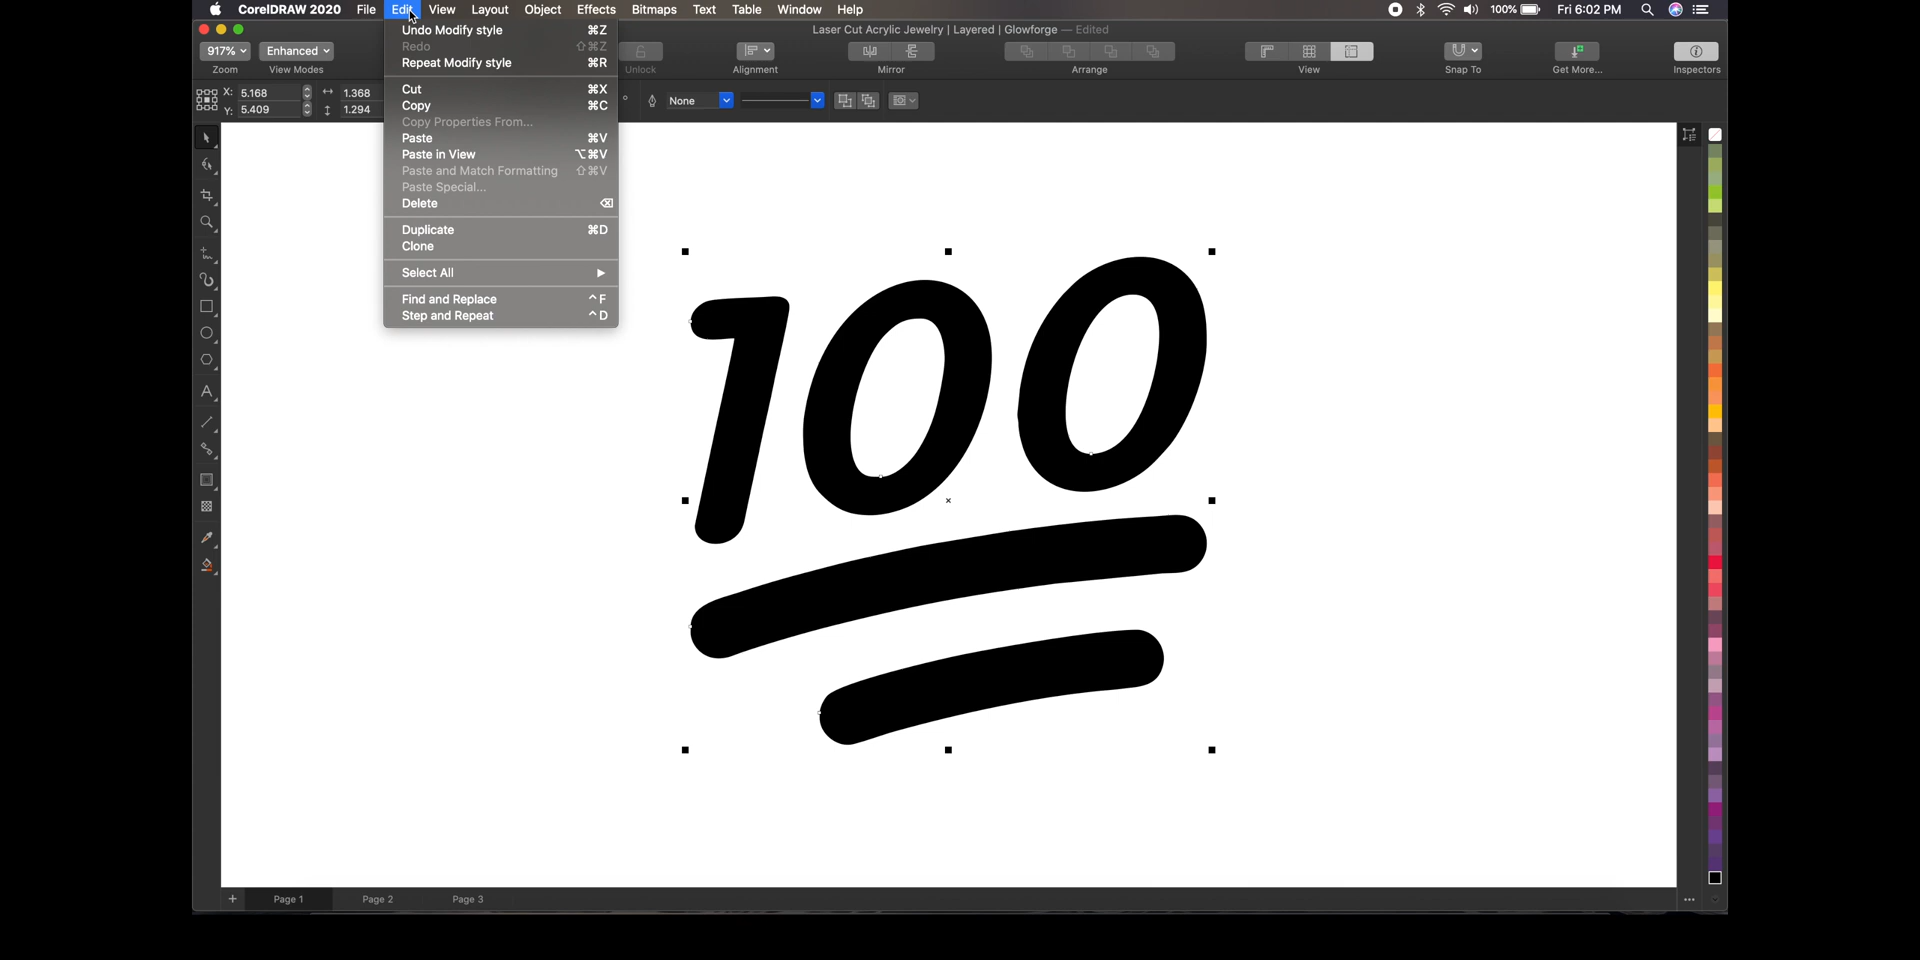 CorelDRAW 2020 File Edit View Layout Object Effects Bitmaps Text Table Window Help 100% Fri 6:02 PM
Laser Cut Acrylic Jewelry | Layered | Glowforge — Edited
917% Enhanced
Zoom View Modes Unlock Alignment Mirror Arrange View Snap To Get More... Inspectors
X: 5.168 1.368
Y: 5.409 1.294
None
Undo Modify style ⌘Z
Redo ⇧⌘Z
Repeat Modify style ⌘R
Cut ⌘X
Copy ⌘C
Copy Properties From...
Paste ⌘V
Paste in View ⌥⌘V
Paste and Match Formatting ⇧⌘V
Paste Special...
Delete ⌫
Duplicate ⌘D
Clone
Select All ▶
Find and Replace ^F
Step and Repeat ^D
100
Page 1 Page 2 Page 3